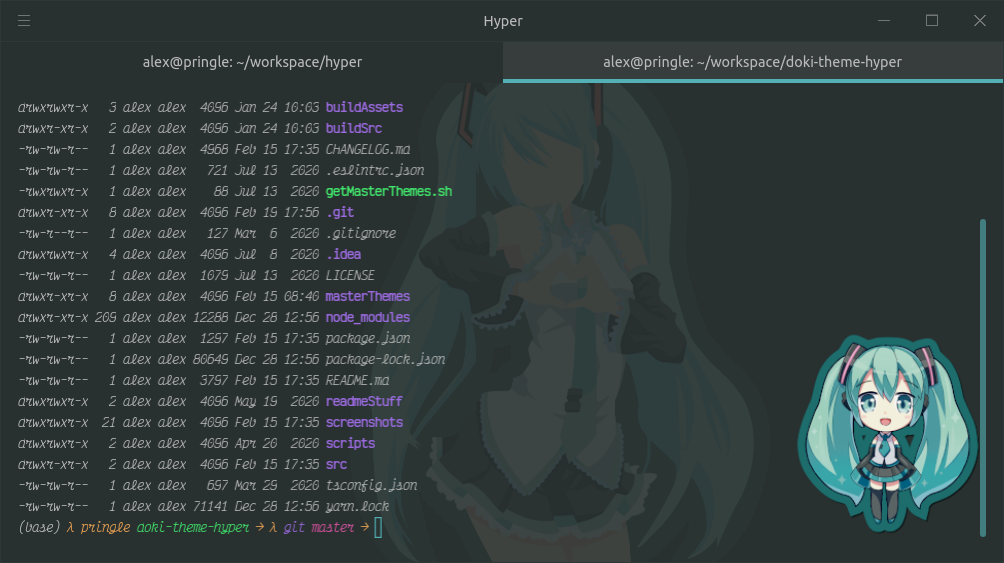 Hyper
alex@pringle: ~/workspace/hyper
alex@pringle: ~/workspace/doki-theme-hyper
drwxrwxr-x 3 alex alex 4096 Jan 24 10:03 buildAssets
drwxr-xr-x 2 alex alex 4096 Jan 24 10:03 buildSrc
-rw-rw-r-- 1 alex alex 4968 Feb 15 17:35 CHANGELOG.md
-rw-rw-r-- 1 alex alex 721 Jul 13 2020 .eslintrc.json
-rwxrwxr-x 1 alex alex 88 Jul 13 2020 getMasterThemes.sh
drwxrwxr-x 8 alex alex 4096 Feb 19 17:56 .git
-rw-r--r-- 1 alex alex 127 Mar 6 2020 .gitignore
drwxrwxr-x 4 alex alex 4096 Jul 8 2020 .idea
-rw-rw-r-- 1 alex alex 1079 Jul 13 2020 LICENSE
drwxrwxr-x 8 alex alex 4096 Feb 15 08:40 masterThemes
drwxrwxr-x 209 alex alex 12288 Dec 28 12:56 node_modules
-rw-rw-r-- 1 alex alex 1297 Feb 15 17:35 package.json
-rw-rw-r-- 1 alex alex 80649 Dec 28 12:56 package-lock.json
-rw-rw-r-- 1 alex alex 3797 Feb 15 17:35 README.md
drwxrwxr-x 2 alex alex 4096 May 19 2020 readmeStuff
drwxrwxr-x 21 alex alex 4096 Feb 15 17:35 screenshots
drwxrwxr-x 2 alex alex 4096 Apr 20 2020 scripts
drwxr-xr-x 2 alex alex 4096 Feb 15 17:35 src
-rw-rw-r-- 1 alex alex 697 Mar 29 2020 tsconfig.json
-rw-rw-r-- 1 alex alex 71141 Dec 28 12:56 yarn.lock
(base) λ pringle doki-theme-hyper → λ git master →